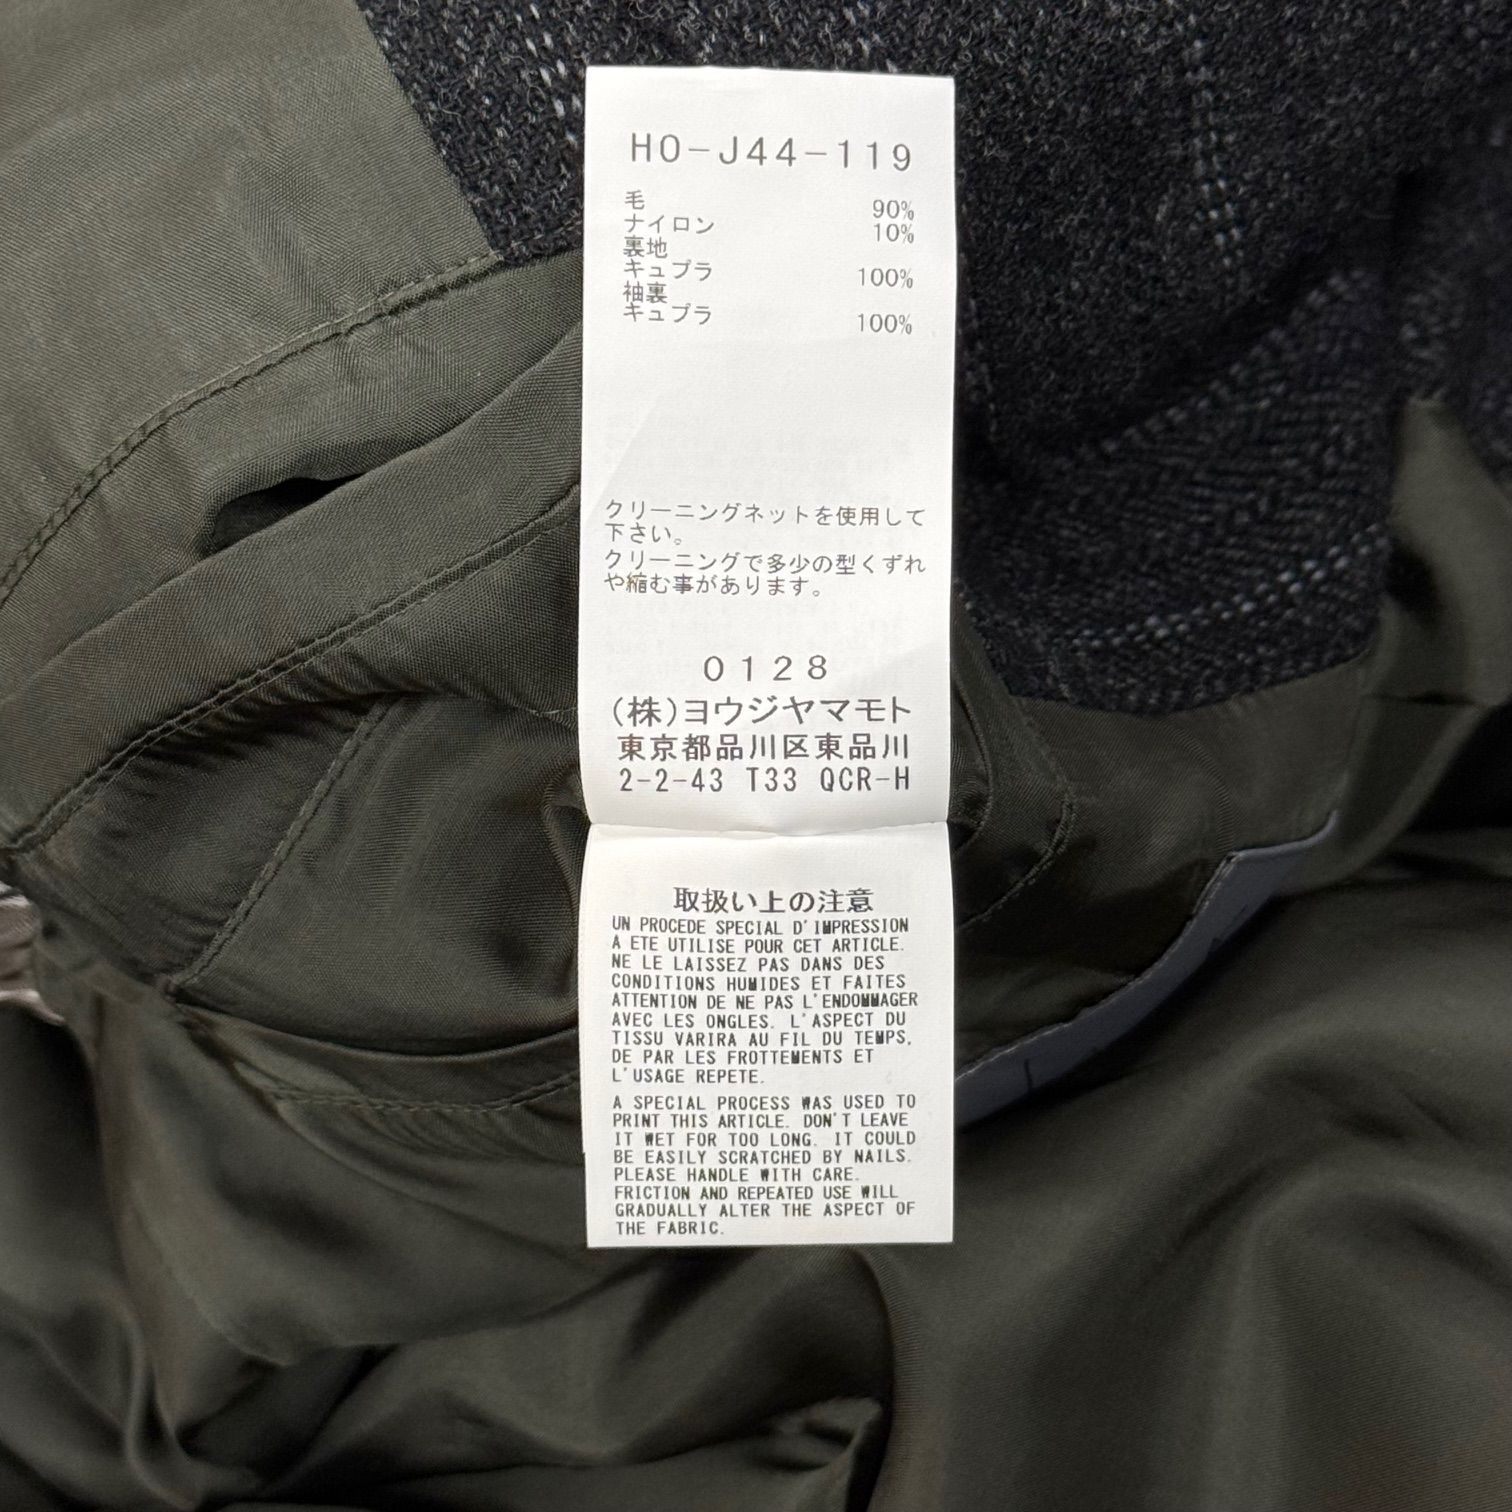 HO-J44-119
毛 90%
ナイロン 10%
裏地
キュプラ 100%
袖裏
キュプラ 100%
クリーニングネットを使用して
下さい。
クリーニングで多少の型くずれ
や縮む事があります。
0128
(株)ヨウジヤマモト
東京都品川区東品川
2-2-43 T33 QCR-H
取扱い上の注意
UN PROCEDE SPECIAL D'IMPRESSION
A ETE UTILISE POUR CET ARTICLE.
NE LE LAISSEZ PAS DANS DES
CONDITIONS HUMIDES ET FAITES
ATTENTION DE NE PAS L'ENDOMMAGER
AVEC LES ONGLES. L'ASPECT DU
TISSU VARIRA AU FIL DU TEMPS,
DE PAR LES FROTTEMENTS ET
L'USAGE REPETE.
A SPECIAL PROCESS WAS USED TO
PRINT THIS ARTICLE. DON'T LEAVE
IT WET FOR TOO LONG. IT COULD
BE EASILY SCRATCHED BY NAILS.
PLEASE HANDLE WITH CARE.
FRICTION AND REPEATED USE WILL
GRADUALLY ALTER THE ASPECT OF
THE FABRIC.